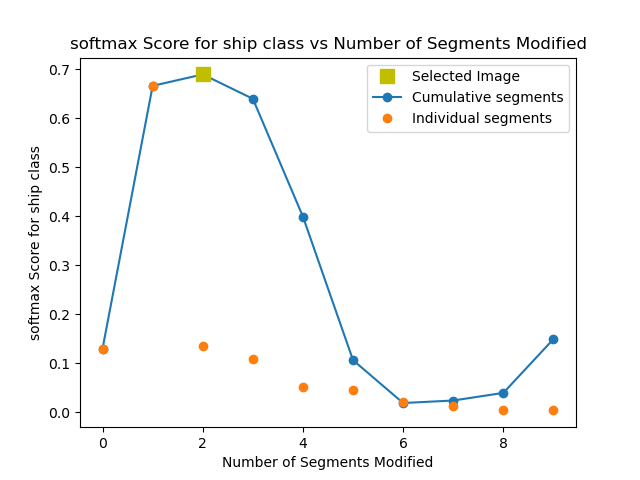 softmax Score for ship class vs Number of Segments Modified
Selected Image
Cumulative segments
Individual segments
softmax Score for ship class
0.7
0.6
0.5
0.4
0.3
0.2
0.1
0.0
0 2 4 6 8
Number of Segments Modified